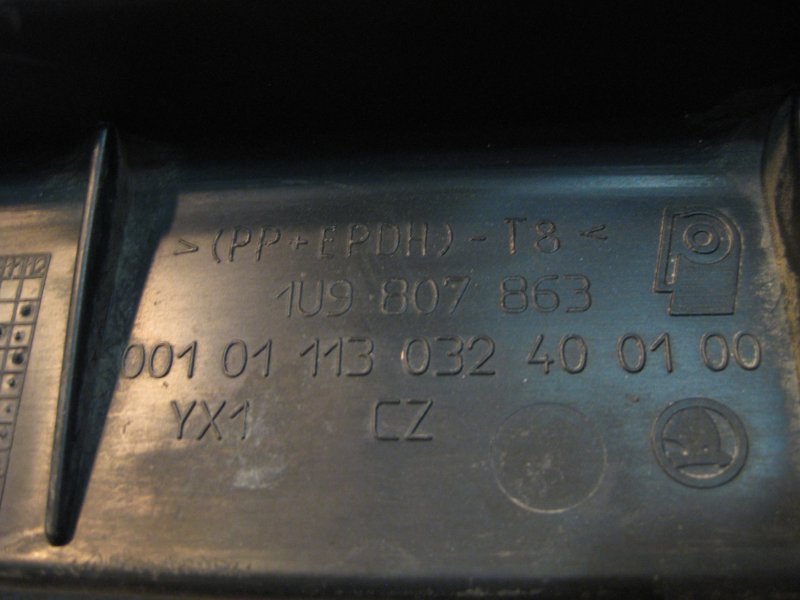 >(PP+EPDM)-T8<
1U9 807 863
001 01 113 032 40 01 00
YX1 CZ